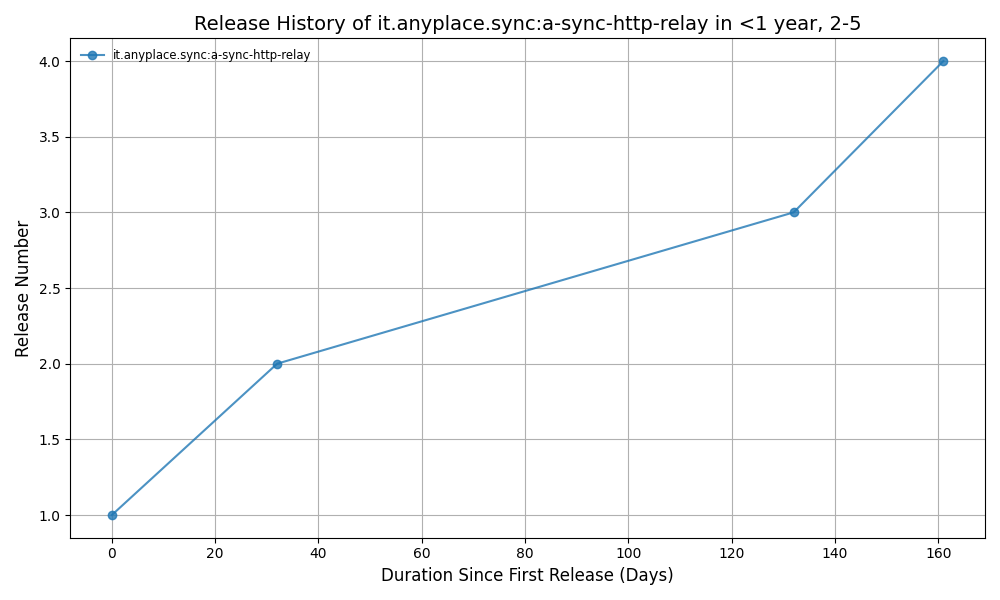 Release History of it.anyplace.sync:a-sync-http-relay in <1 year, 2-5
it.anyplace.sync:a-sync-http-relay
Release Number
4.0
3.5
3.0
2.5
2.0
1.5
1.0
0 20 40 60 80 100 120 140 160
Duration Since First Release (Days)